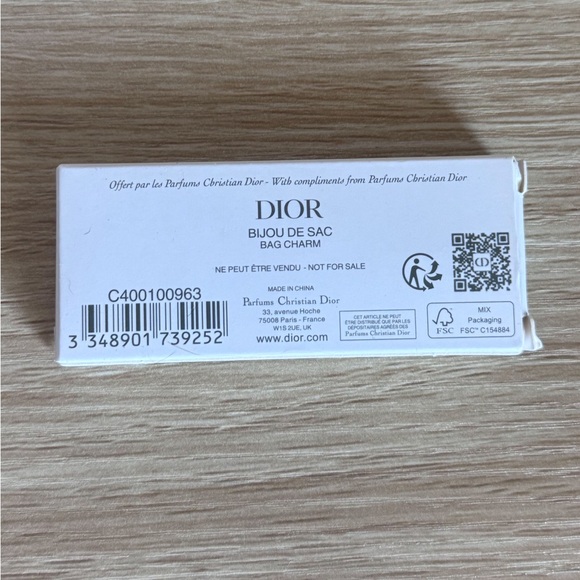 Offert par les Parfums Christian Dior - With compliments from Parfums Christian Dior
DIOR
BIJOU DE SAC
BAG CHARM
NE PEUT ÊTRE VENDU - NOT FOR SALE
C400100963
3 348901 739252
MADE IN CHINA
Parfums Christian Dior
33, avenue Hoche
75008 Paris - France
W1S 2UE, UK
www.dior.com
CET ARTICLE NE PEUT
ÊTRE DISTRIBUÉ QUE PAR LES
DÉPOSITAIRES AGRÉÉS DES
Parfums Christian Dior
FSC
MIX
Packaging
FSC™ C154884
CD